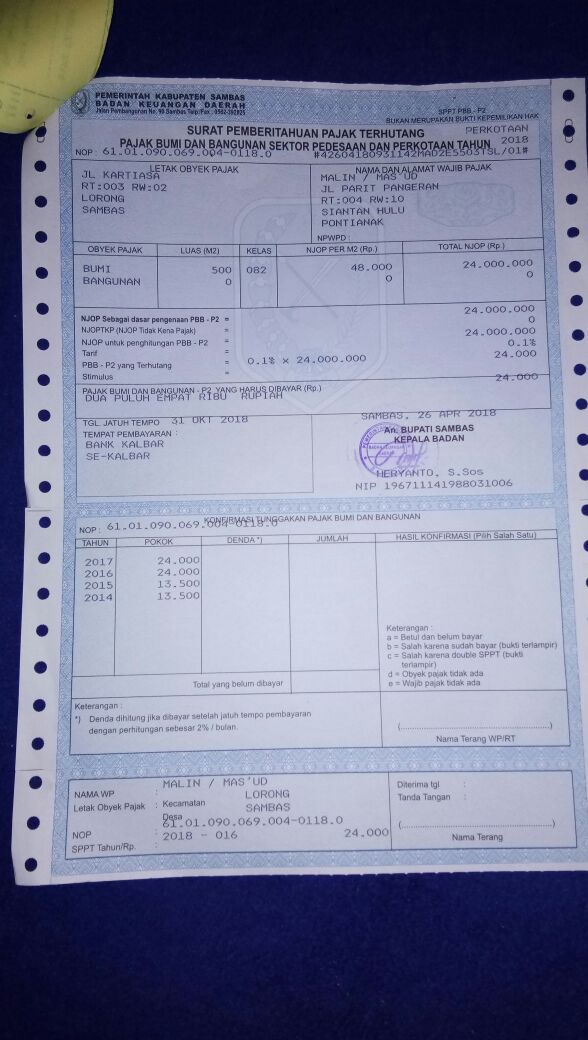 PEMERINTAH KABUPATEN SAMBAS
BADAN KEUANGAN DAERAH
Jalan Pembangunan No. 99 Sambas Telp/Fax : 0562-392825
SPPT PBB - P2
BUKAN MERUPAKAN BUKTI KEPEMILIKAN HAK
SURAT PEMBERITAHUAN PAJAK TERHUTANG PERKOTAAN
PAJAK BUMI DAN BANGUNAN SEKTOR PEDESAAN DAN PERKOTAAN TAHUN 2018
NOP : 61.01.090.069.004-0118.0 #42604180931142MAD2E5503TSL/01#
LETAK OBYEK PAJAK
JL KARTIASA
RT:003 RW:02
LORONG
SAMBAS
NAMA DAN ALAMAT WAJIB PAJAK
MALIN / MAS'UD
JL PARIT PANGERAN
RT:004 RW:10
SIANTAN HULU
PONTIANAK
NPWPD :
OBYEK PAJAK LUAS (M2) KELAS NJOP PER M2 (Rp.) TOTAL NJOP (Rp.)
BUMI 500 082 48.000 24.000.000
BANGUNAN 0 0 0
NJOP Sebagai dasar pengenaan PBB - P2 = 24.000.000
NJOPTKP (NJOP Tidak Kena Pajak) = 0
NJOP untuk penghitungan PBB - P2 = 24.000.000
Tarif = 0.1%
PBB - P2 yang Terhutang = 0.1% x 24.000.000 24.000
Stimulus =
PAJAK BUMI DAN BANGUNAN - P2 YANG HARUS DIBAYAR (Rp.) 24.000
DUA PULUH EMPAT RIBU RUPIAH
TGL JATUH TEMPO 31 OKT 2018
TEMPAT PEMBAYARAN :
BANK KALBAR
SE-KALBAR
SAMBAS, 26 APR 2018
An. BUPATI SAMBAS
KEPALA BADAN
HERYANTO, S.Sos
NIP 196711141988031006
KONFIRMASI TUNGGAKAN PAJAK BUMI DAN BANGUNAN
NOP : 61.01.090.069.004-0118.0
TAHUN POKOK DENDA *) JUMLAH HASIL KONFIRMASI (Pilih Salah Satu)
2017 24.000
2016 24.000
2015 13.500
2014 13.500
Keterangan :
a = Betul dan belum bayar
b = Salah karena sudah bayar (bukti terlampir)
c = Salah karena double SPPT (bukti
terlampir)
d = Obyek pajak tidak ada
e = Wajib pajak tidak ada
Total yang belum dibayar
Keterangan :
*) Denda dihitung jika dibayar setelah jatuh tempo pembayaran
dengan perhitungan sebesar 2% / bulan.
(..............................................)
Nama Terang WP/RT
NAMA WP : MALIN / MAS'UD
Letak Obyek Pajak : Kecamatan LORONG
Desa SAMBAS
NOP : 61.01.090.069.004-0118.0
SPPT Tahun/Rp. : 2018 - 016 24.000
Diterima tgl :
Tanda Tangan :
(..............................................)
Nama Terang